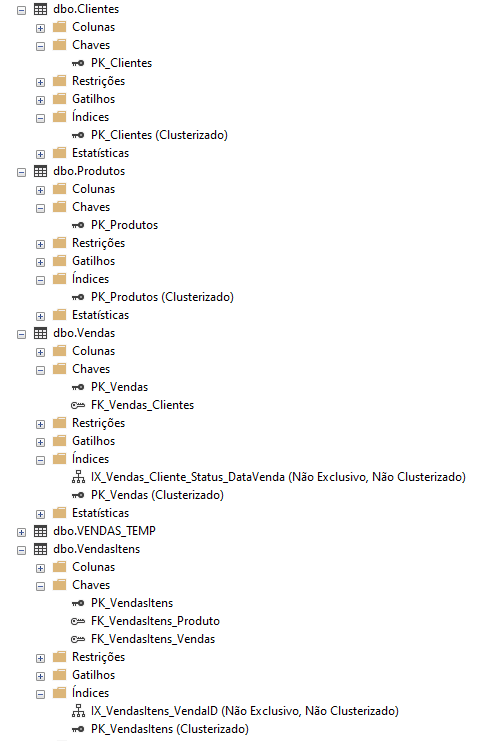 dbo.Clientes
Colunas
Chaves
PK_Clientes
Restrições
Gatilhos
Índices
PK_Clientes (Clusterizado)
Estatísticas
dbo.Produtos
Colunas
Chaves
PK_Produtos
Restrições
Gatilhos
Índices
PK_Produtos (Clusterizado)
Estatísticas
dbo.Vendas
Colunas
Chaves
PK_Vendas
FK_Vendas_Clientes
Restrições
Gatilhos
Índices
IX_Vendas_Cliente_Status_DataVenda (Não Exclusivo, Não Clusterizado)
PK_Vendas (Clusterizado)
Estatísticas
dbo.VENDAS_TEMP
dbo.VendasItens
Colunas
Chaves
PK_VendasItens
FK_VendasItens_Produto
FK_VendasItens_Vendas
Restrições
Gatilhos
Índices
IX_VendasItens_VendaID (Não Exclusivo, Não Clusterizado)
PK_VendasItens (Clusterizado)